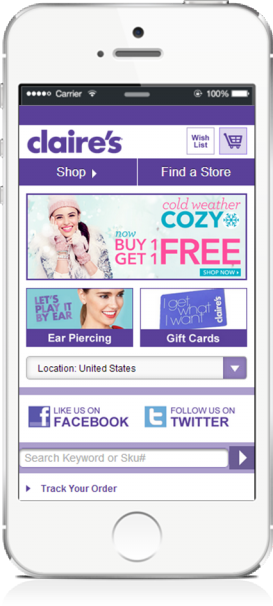 Carrier 100%
claire's
Wish
List
Shop Find a Store
cold weather
COZY
now
BUY 1
GET 1 FREE
SHOP NOW
LET'S
PLAY IT
BY EAR
I get
what I
want
claire's
Ear Piercing Gift Cards
Location: United States
LIKE US ON
FACEBOOK
FOLLOW US ON
TWITTER
Search Keyword or Sku#
Track Your Order